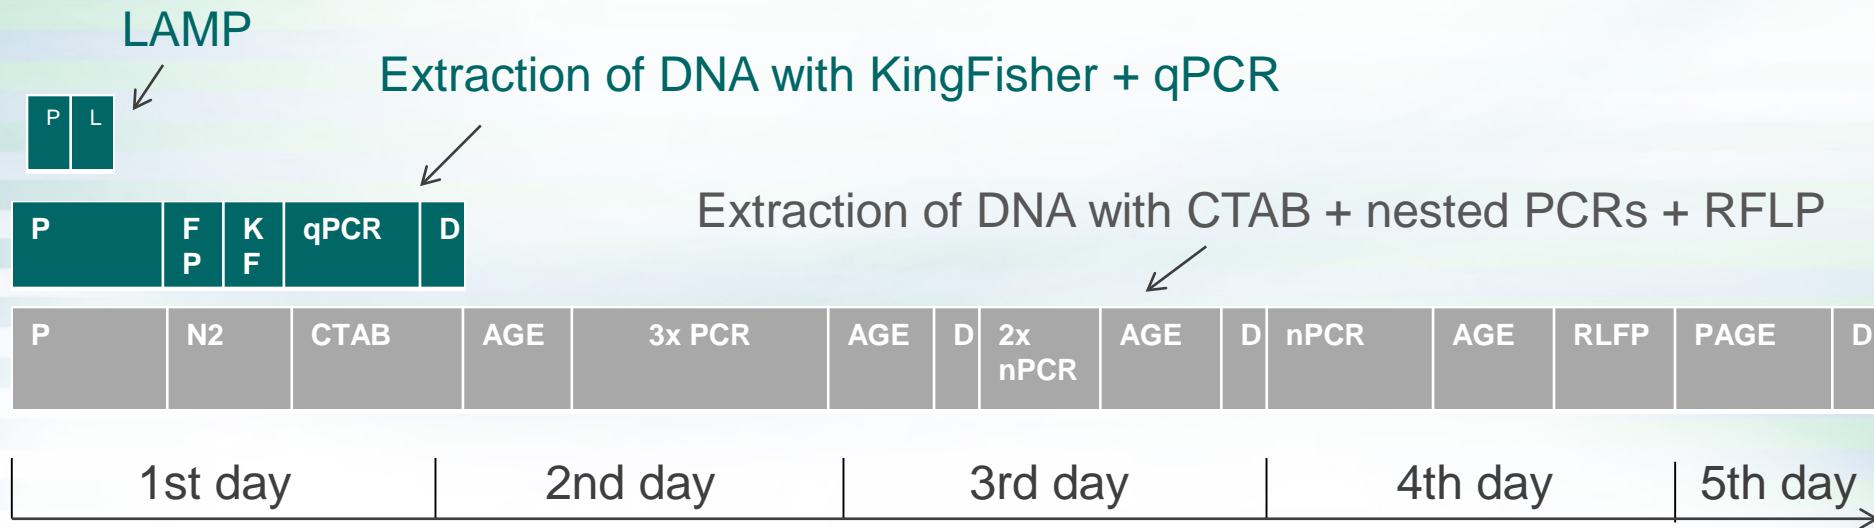 LAMP
Extraction of DNA with KingFisher + qPCR
P L
Extraction of DNA with CTAB + nested PCRs + RFLP
P F K qPCR D
P F
P N2 CTAB AGE 3x PCR AGE D 2x AGE D nPCR AGE RLFP PAGE D
nPCR
1st day 2nd day 3rd day 4th day 5th day